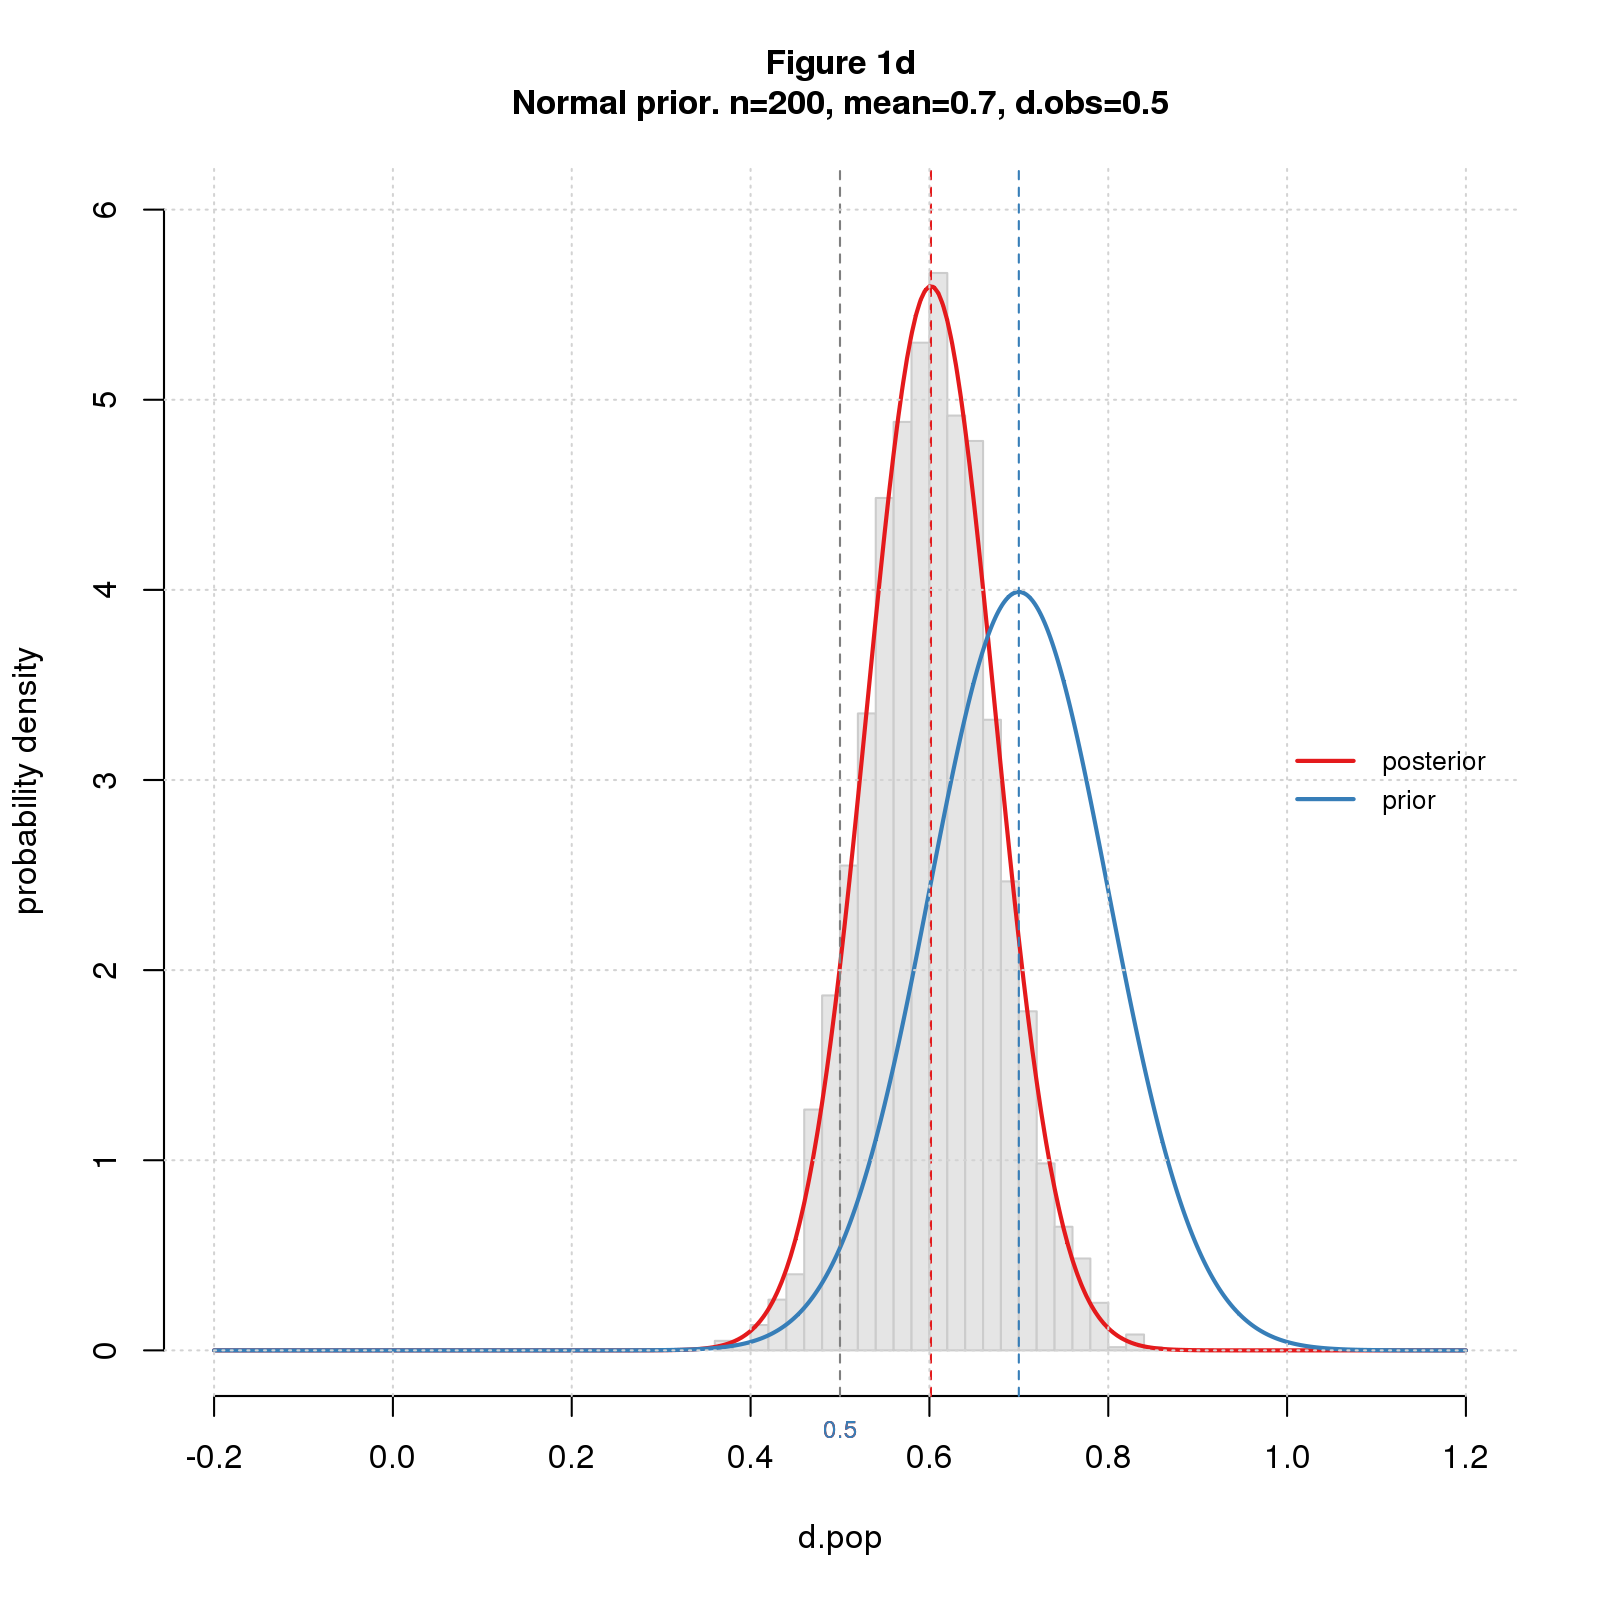 Figure 1d
Normal prior. n=200, mean=0.7, d.obs=0.5
probability density
6
5
4
3
2
1
0
posterior
prior
0.5
-0.2 0.0 0.2 0.4 0.6 0.8 1.0 1.2
d.pop